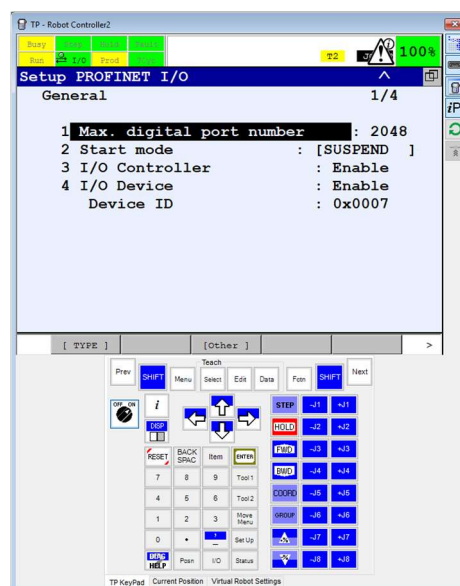 TP - Robot Controller2
Busy Step Hold Fault
Run I/O Prod T2 100%
Setup PROFINET I/O
General 1/4
1 Max. digital port number : 2048
2 Start mode : [SUSPEND ]
3 I/O Controller : Enable
4 I/O Device : Enable
Device ID : 0x0007
[ TYPE ] [Other ] >
iP
Teach
Prev SHIFT Menu Select Edit Data Fctn SHIFT Next
OFF ON i STEP -J1 +J1
DISP HOLD -J2 +J2
RESET BACK SPAC Item ENTER FWD -J3 +J3
7 8 9 Tool 1 BWD -J4 +J4
4 5 6 Tool 2 COORD -J5 +J5
1 2 3 Move Menu GROUP -J6 +J6
0 . , - Set Up -J7 +J7
DIAG HELP Posn I/O Status -J8 +J8
TP KeyPad Current Position Virtual Robot Settings